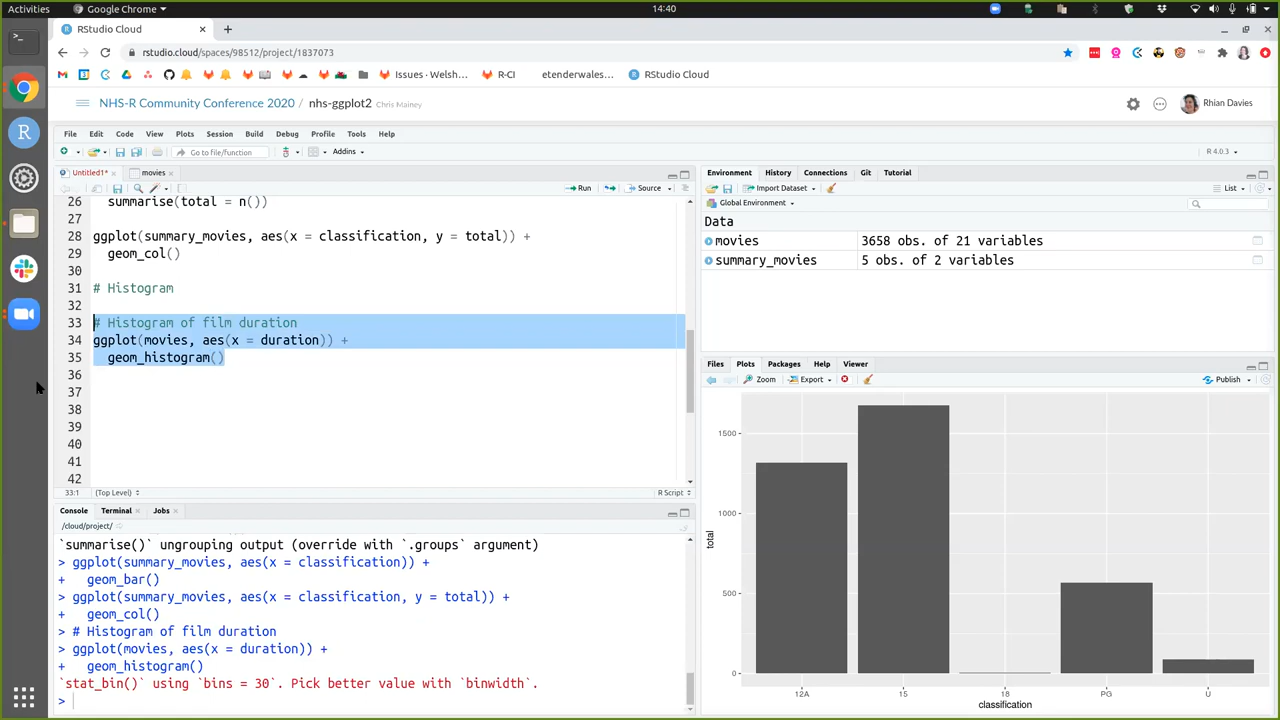 Activities
Google Chrome
14:40
RStudio Cloud
rstudio.cloud/spaces/98512/project/1837073
Issues · Welsh...
R-CI
etenderwales...
RStudio Cloud
NHS-R Community Conference 2020 / nhs-ggplot2 Chris Mainey
Rhian Davies
File Edit Code View Plots Session Build Debug Profile Tools Help
Go to file/function
Addins
R 4.0.3
Untitled1*
movies
Run
Source
26 summarise(total = n())
27
28 ggplot(summary_movies, aes(x = classification, y = total)) +
29 geom_col()
30
31 # Histogram
32
33 # Histogram of film duration
34 ggplot(movies, aes(x = duration)) +
35 geom_histogram()
36
37
38
39
40
41
42
33:1 (Top Level)
R Script
Console Terminal Jobs
/cloud/project/
`summarise()` ungrouping output (override with `.groups` argument)
> ggplot(summary_movies, aes(x = classification)) +
+ geom_bar()
> ggplot(summary_movies, aes(x = classification, y = total)) +
+ geom_col()
> # Histogram of film duration
> ggplot(movies, aes(x = duration)) +
+ geom_histogram()
`stat_bin()` using `bins = 30`. Pick better value with `binwidth`.
>
Environment History Connections Git Tutorial
Import Dataset
List
Global Environment
Data
movies 3658 obs. of 21 variables
summary_movies 5 obs. of 2 variables
Files Plots Packages Help Viewer
Zoom Export
Publish
1500
1000
500
0
total
12A 15 18 PG U
classification